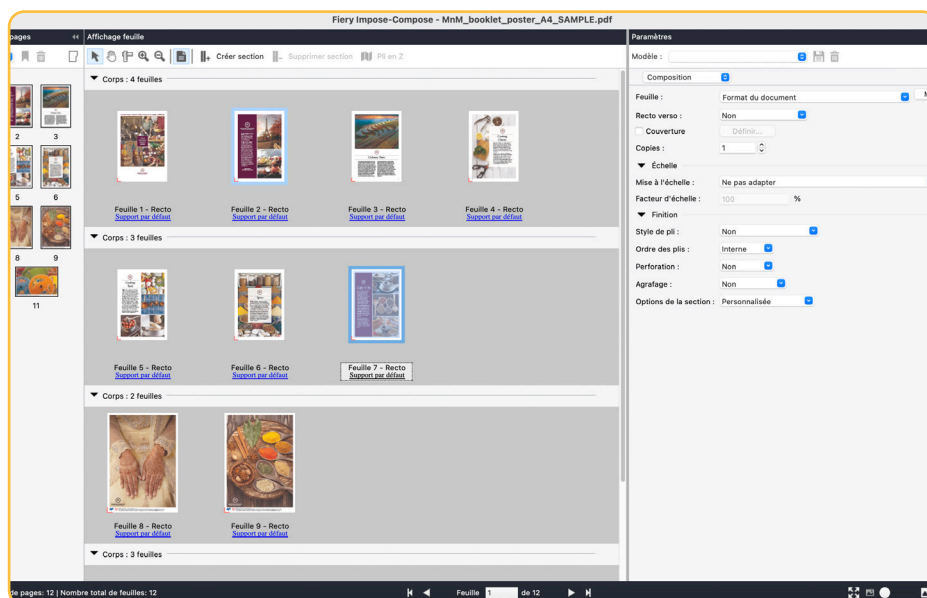 Fiery Impose-Compose - MnM_booklet_poster_A4_SAMPLE.pdf
pages
Affichage feuille
Paramètres
Créer section
Supprimer section
Pli en Z
Modèle :
Composition
Corps : 4 feuilles
Feuille :
Format du document
M
Recto verso :
Non
Couverture
Définir...
Copies :
1
Échelle
Mise à l'échelle :
Ne pas adapter
Facteur d'échelle :
100
%
Finition
Style de pli :
Non
Ordre des plis :
Interne
Perforation :
Non
Agrafage :
Non
Options de la section :
Personnalisée
2
3
5
6
8
9
11
Feuille 1 - Recto
Support par défaut
Feuille 2 - Recto
Support par défaut
Feuille 3 - Recto
Support par défaut
Feuille 4 - Recto
Support par défaut
Corps : 3 feuilles
Feuille 5 - Recto
Support par défaut
Feuille 6 - Recto
Support par défaut
Feuille 7 - Recto
Support par défaut
Corps : 2 feuilles
Feuille 8 - Recto
Support par défaut
Feuille 9 - Recto
Support par défaut
Corps : 3 feuilles
de pages: 12 | Nombre total de feuilles: 12
Feuille
1
de 12